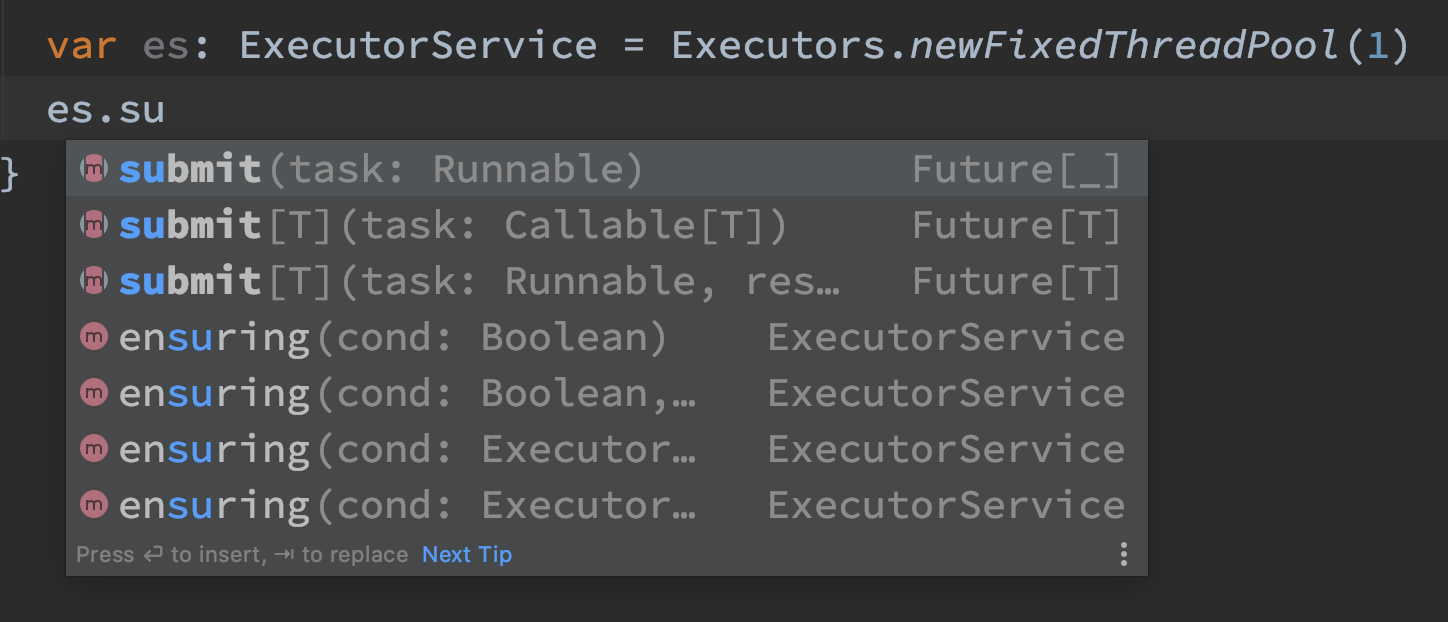 var es: ExecutorService = Executors.newFixedThreadPool(1)
es.su
}
m submit(task: Runnable) Future[_]
m submit[T](task: Callable[T]) Future[T]
m submit[T](task: Runnable, res… Future[T]
m ensuring(cond: Boolean) ExecutorService
m ensuring(cond: Boolean,… ExecutorService
m ensuring(cond: Executor… ExecutorService
m ensuring(cond: Executor… ExecutorService
Press ↩ to insert, ⇥ to replace Next Tip